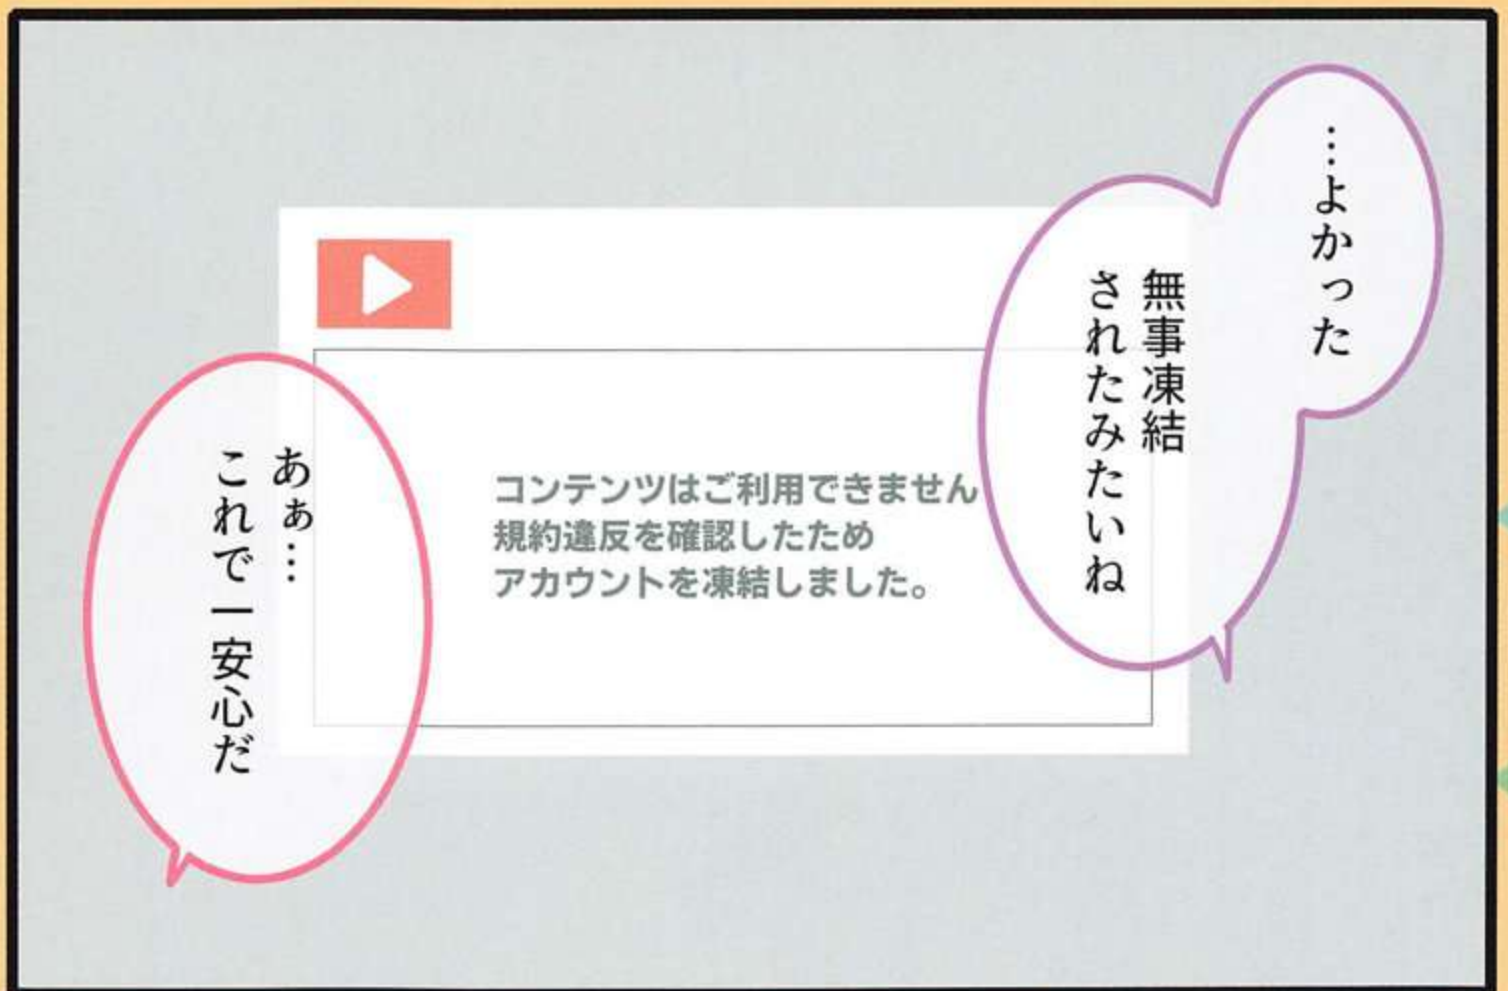 …よかった
無事凍結
されたみたいね
コンテンツはご利用できません
規約違反を確認したため
アカウントを凍結しました。
あぁ…
これで一安心だ